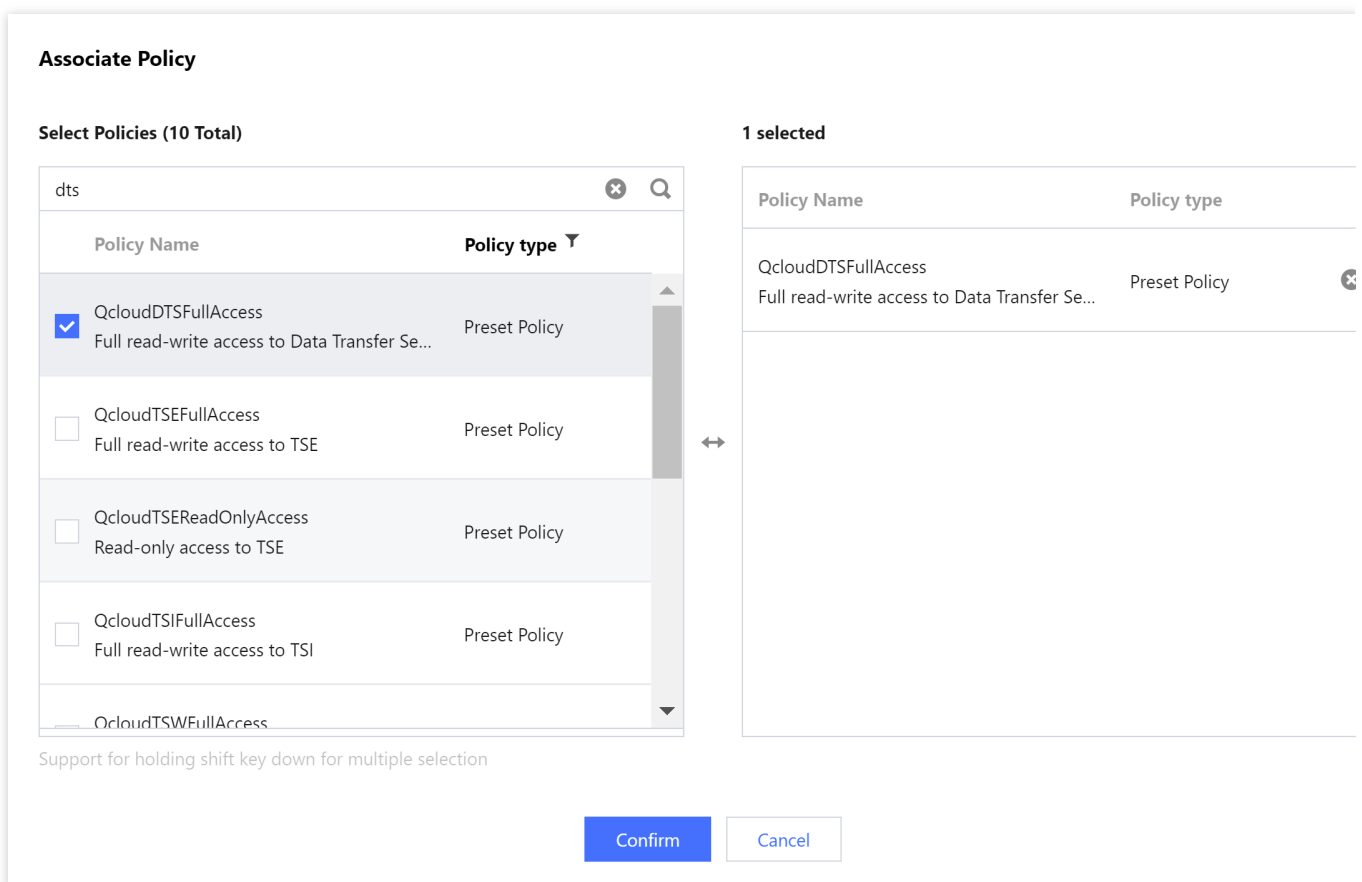 Associate Policy
Select Policies (10 Total)
1 selected
dts
Policy Name
Policy type
QcloudDTSFullAccess
Full read-write access to Data Transfer Se...
Preset Policy
QcloudTSEFullAccess
Full read-write access to TSE
Preset Policy
QcloudTSEReadOnlyAccess
Read-only access to TSE
Preset Policy
QcloudTSIFullAccess
Full read-write access to TSI
Preset Policy
QcloudTSWFullAccess
Support for holding shift key down for multiple selection
Policy Name
Policy type
QcloudDTSFullAccess
Full read-write access to Data Transfer Se...
Preset Policy
Confirm
Cancel